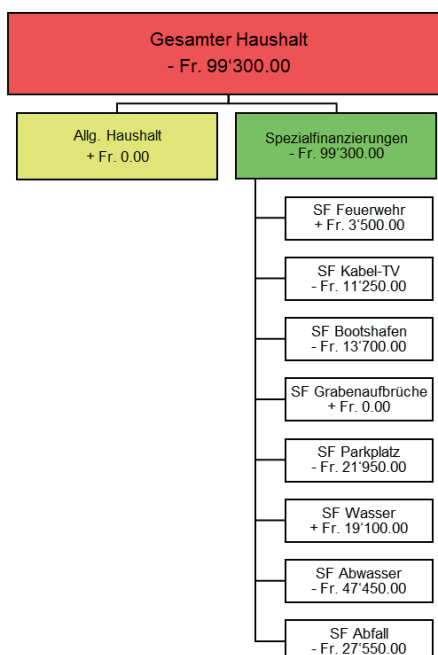 Gesamter Haushalt
- Fr. 99‘300.00
Allg. Haushalt
+ Fr. 0.00
Spezialfinanzierungen
- Fr. 99‘300.00
SF Feuerwehr
+ Fr. 3‘500.00
SF Kabel-TV
- Fr. 11‘250.00
SF Bootshafen
- Fr. 13‘700.00
SF Grabenaufbrüche
+ Fr. 0.00
SF Parkplatz
- Fr. 21‘950.00
SF Wasser
+ Fr. 19‘100.00
SF Abwasser
- Fr. 47‘450.00
SF Abfall
- Fr. 27‘550.00